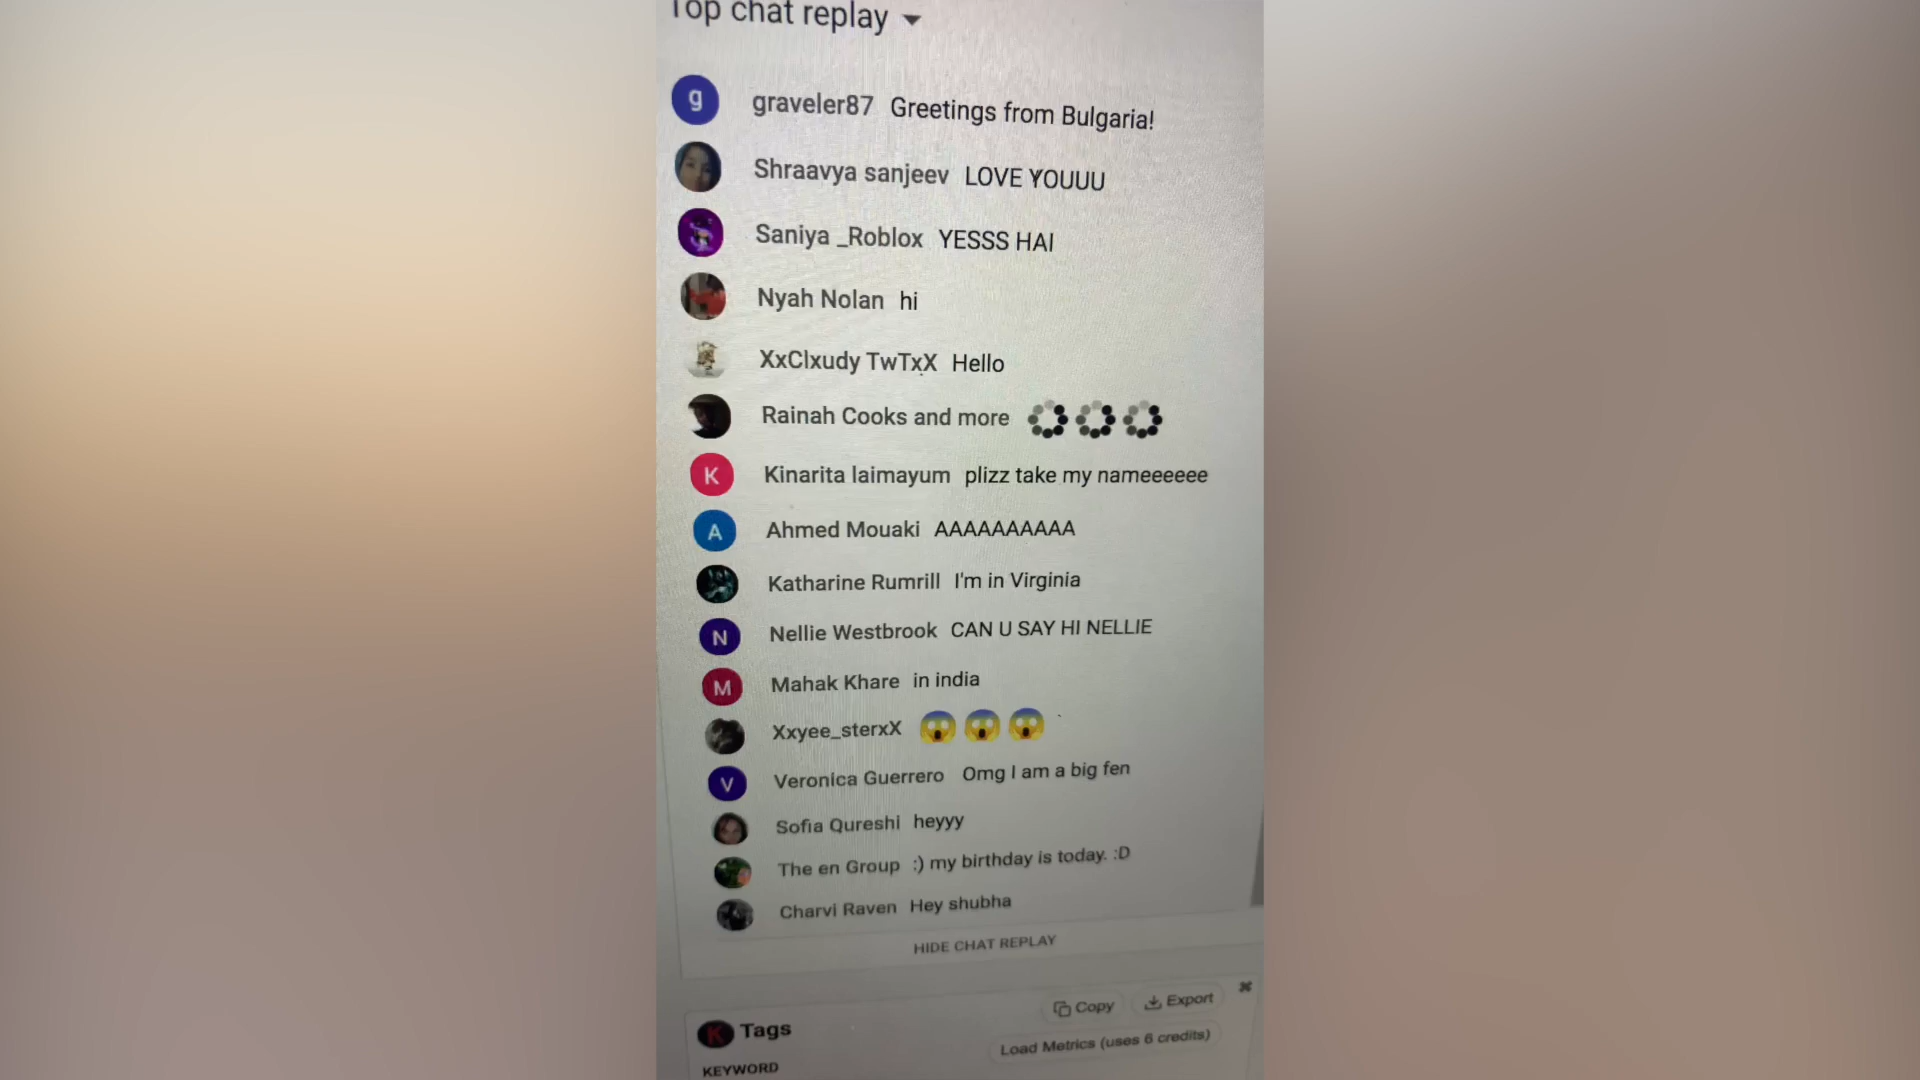 Top chat replay
g graveler87 Greetings from Bulgaria!
Shraavya sanjeev LOVE YOUUU
Saniya _Roblox YESSS HAI
Nyah Nolan hi
XxClxudy TwTxX Hello
Rainah Cooks and more
K Kinarita laimayum plizz take my nameeeeee
A Ahmed Mouaki AAAAAAAAAA
Katharine Rumrill I'm in Virginia
N Nellie Westbrook CAN U SAY HI NELLIE
M Mahak Khare in india
Xxyee_sterxX 😱😱😱
V Veronica Guerrero Omg I am a big fen
Sofia Qureshi heyyy
The en Group :) my birthday is today. :D
Charvi Raven Hey shubha
HIDE CHAT REPLAY
Copy Export
K Tags
Load Metrics (uses 6 credits)
KEYWORD